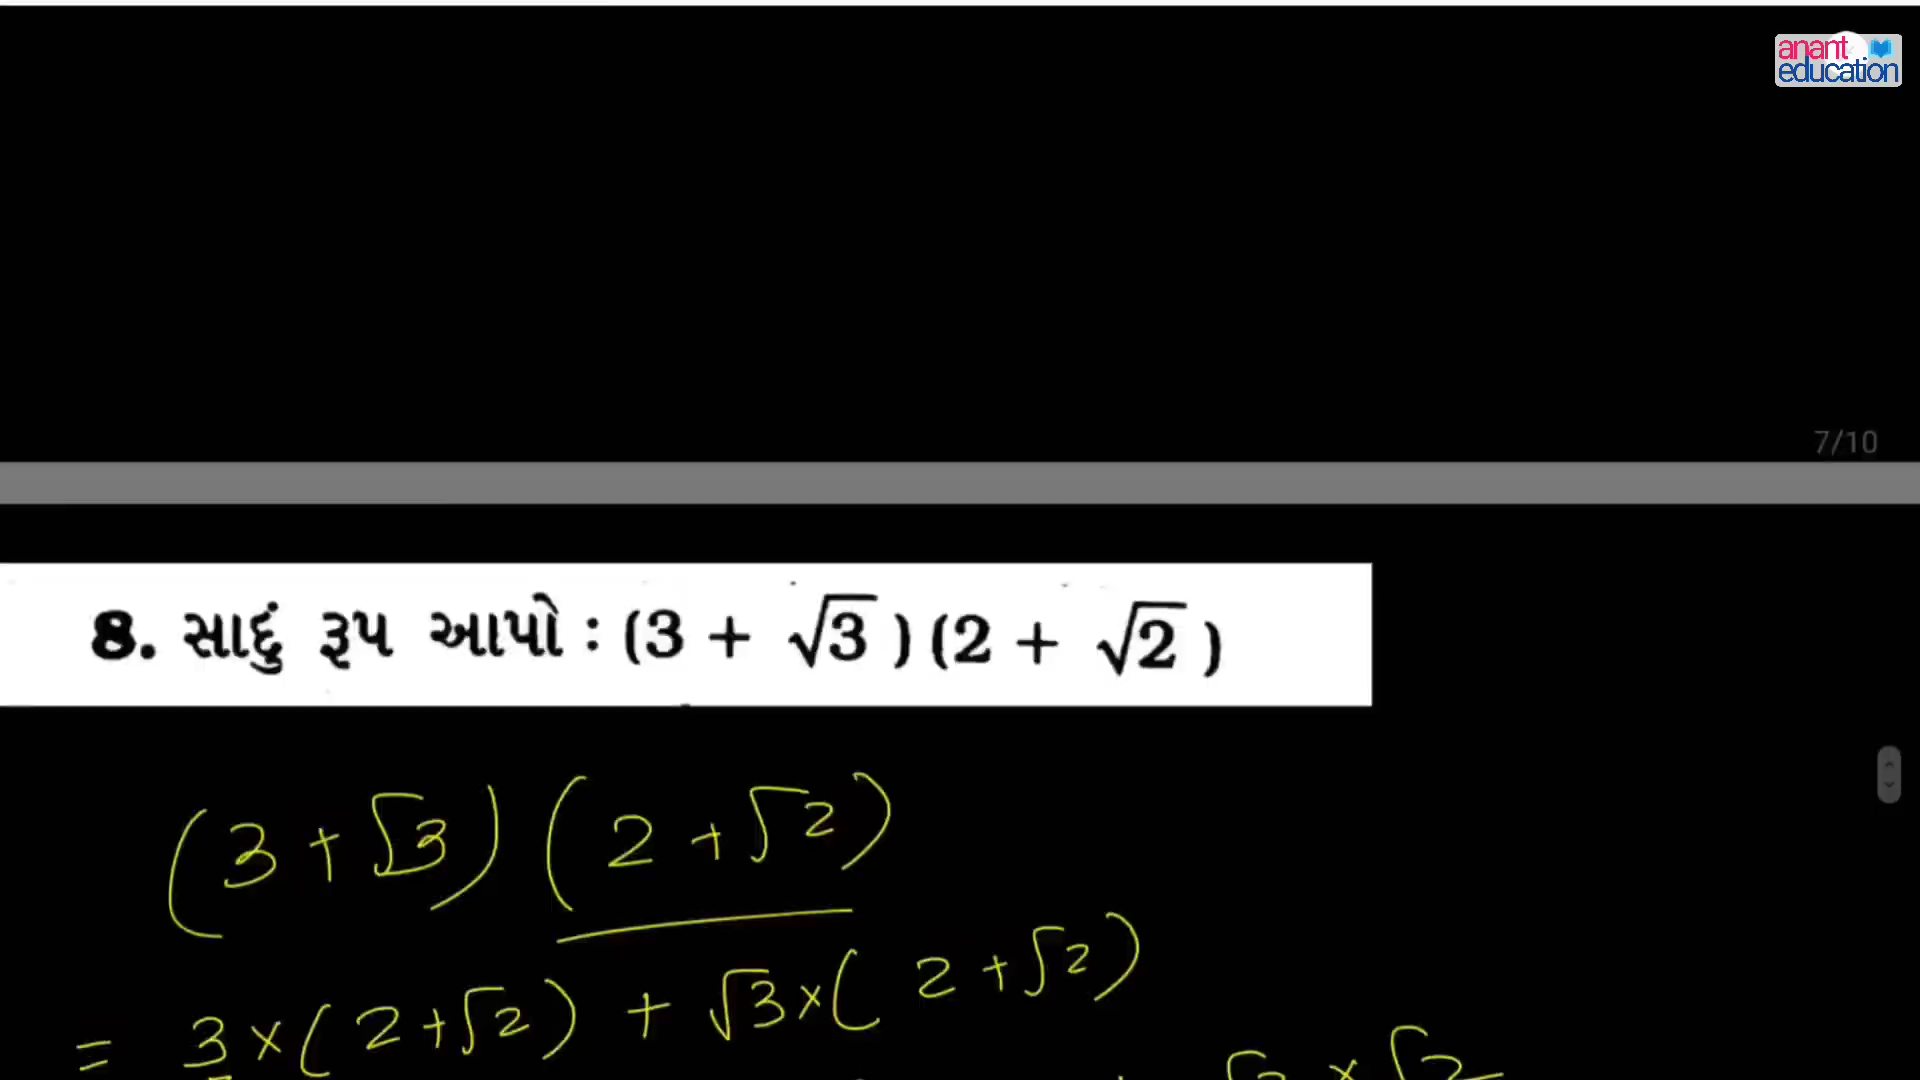 anant
education
7/10
8. સાદું રૂપ આપો : (3 + √3 ) (2 + √2 )
(3 + √3) (2 + √2)
= 3 × (2 + √2) + √3 × (2 + √2)